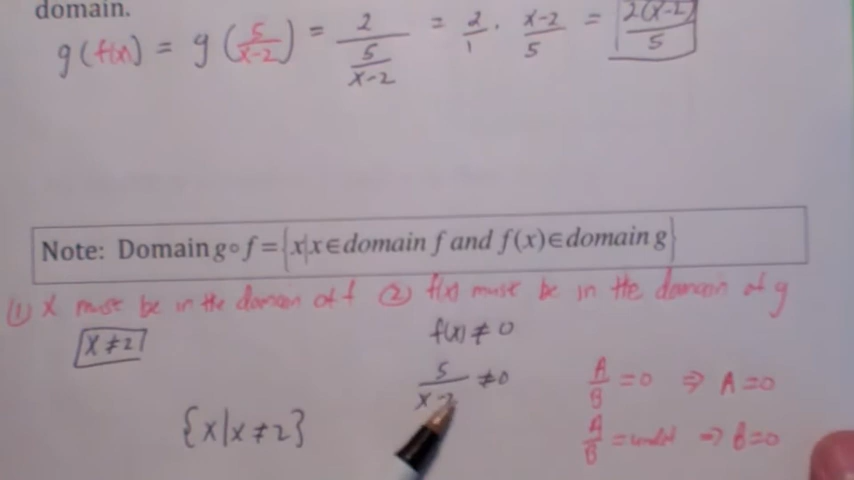 domain.
g(f(x)) = g(5/(x-2)) = 2/(5/(x-2)) = 2/1 · (x-2)/5 = 2(x-2)/5
Note: Domain g∘f = {x|x∈domain f and f(x)∈domain g}
(1) x must be in the domain of f (2) f(x) must be in the domain of g
x≠2
f(x) ≠ 0
5/(x-2) ≠0
A/B = 0 ⇒ A=0
{x|x≠2}
A/B = undef ⇒ B=0